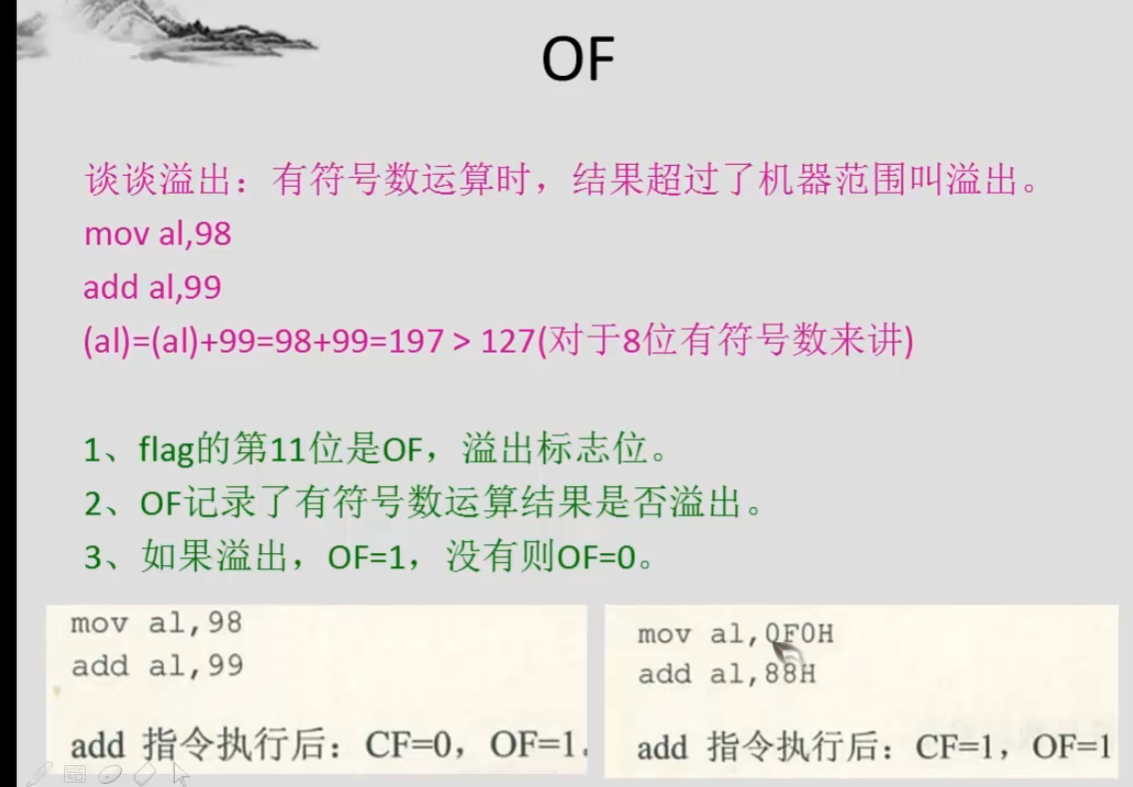 OF
谈谈溢出：有符号数运算时，结果超过了机器范围叫溢出。
mov al,98
add al,99
(al)=(al)+99=98+99=197 > 127(对于8位有符号数来讲)
1、flag的第11位是OF，溢出标志位。
2、OF记录了有符号数运算结果是否溢出。
3、如果溢出，OF=1，没有则OF=0。
mov al,98
add al,99
add 指令执行后：CF=0，OF=1.
mov al,0F0H
add al,88H
add 指令执行后：CF=1，OF=1